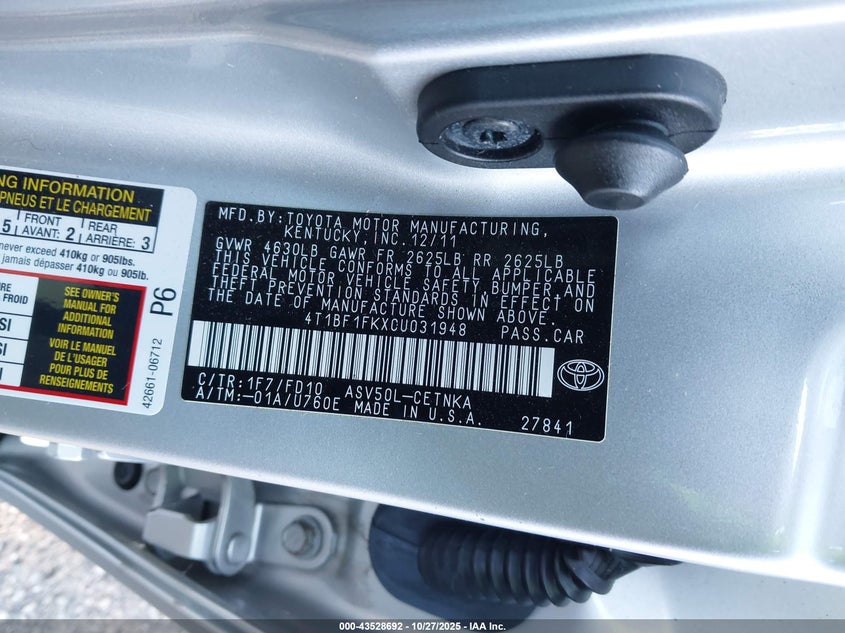 NG INFORMATION
PNEUS ET LE CHARGEMENT
5 FRONT AVANT: 2 REAR ARRIÈRE: 3
never exceed 410kg or 905lbs.
jamais dépasser 410kg ou 905lb.
FROID
SEE OWNER'S
MANUAL FOR
ADDITIONAL
INFORMATION
VOIR LE MANUEL
DE L'USAGER
POUR PLUS DE
RENSEIGNEMENTS
P6
42661-06712
MFD.BY:TOYOTA MOTOR MANUFACTURING,
KENTUCKY,INC.12/11
GVWR 4630LB GAWR FR 2625LB RR 2625LB
THIS VEHICLE CONFORMS TO ALL APPLICABLE
FEDERAL MOTOR VEHICLE SAFETY,BUMPER,AND
THEFT PREVENTION STANDARDS IN EFFECT ON
THE DATE OF MANUFACTURE SHOWN ABOVE.
4T1BF1FKXCU031948 PASS.CAR
C/TR:1F7/FD10 ASV50L-CETNKA
A/TM:-01A/U760E MADE IN U.S.A.
27841
000-43528692 - 10/27/2025 - IAA Inc.